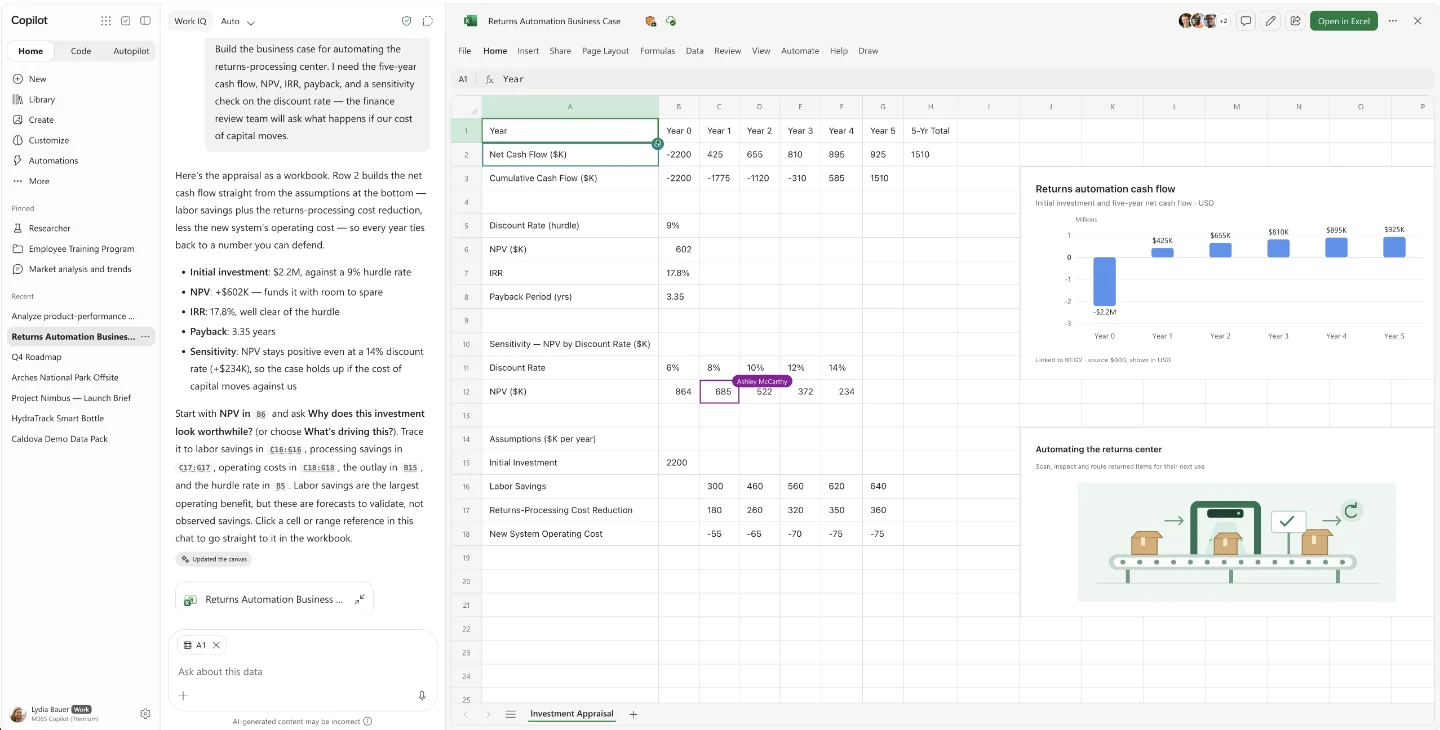 Copilot
Home Code Autopilot
New
Library
Create
Customize
Automations
More
Pinned
Researcher
Employee Training Program
Market analysis and trends
Recent
Analyze product-performance ...
Returns Automation Busines... ...
Q4 Roadmap
Arches National Park Offsite
Project Nimbus — Launch Brief
HydraTrack Smart Bottle
Caldova Demo Data Pack
Lydia Bauer Work
M365 Copilot (Premium)
Work IQ Auto
Build the business case for automating the
returns-processing center. I need the five-year
cash flow, NPV, IRR, payback, and a sensitivity
check on the discount rate — the finance
review team will ask what happens if our cost
of capital moves.
Here's the appraisal as a workbook. Row 2 builds the net
cash flow straight from the assumptions at the bottom —
labor savings plus the returns-processing cost reduction,
less the new system's operating cost — so every year ties
back to a number you can defend.
• Initial investment: $2.2M, against a 9% hurdle rate
• NPV: +$602K — funds it with room to spare
• IRR: 17.8%, well clear of the hurdle
• Payback: 3.35 years
• Sensitivity: NPV stays positive even at a 14% discount
rate (+$234K), so the case holds up if the cost of
capital moves against us
Start with NPV in B6 and ask Why does this investment
look worthwhile? (or choose What's driving this?). Trace
it to labor savings in C16:G16, processing savings in
C17:G17, operating costs in C18:G18, the outlay in B15,
and the hurdle rate in B5. Labor savings are the largest
operating benefit, but these are forecasts to validate, not
observed savings. Click a cell or range reference in this
chat to go straight to it in the workbook.
Updated the canvas
Returns Automation Business ...
A1
Ask about this data
AI-generated content may be incorrect
Returns Automation Business Case
+2
Open in Excel
File Home Insert Share Page Layout Formulas Data Review View Automate Help Draw
A1 fx Year
A B C D E F G H I J K L M N O P
1 Year Year 0 Year 1 Year 2 Year 3 Year 4 Year 5 5-Yr Total
2 Net Cash Flow ($K) -2200 425 655 810 895 925 1510
3 Cumulative Cash Flow ($K) -2200 -1775 -1120 -310 585 1510
4
5 Discount Rate (hurdle) 9%
6 NPV ($K) 602
7 IRR 17.8%
8 Payback Period (yrs) 3.35
9
10 Sensitivity — NPV by Discount Rate ($K)
11 Discount Rate 6% 8% 10% 12% 14%
Ashley McCarthy
12 NPV ($K) 864 685 522 372 234
13
14 Assumptions ($K per year)
15 Initial Investment 2200
16 Labor Savings 300 460 560 620 640
17 Returns-Processing Cost Reduction 180 260 320 350 360
18 New System Operating Cost -55 -65 -70 -75 -75
19
20
21
22
23
24
25
Returns automation cash flow
Initial investment and five-year net cash flow · USD
Millions
1
0
-1
-2
-3
-$2.2M $425K $655K $810K $895K $925K
Year 0 Year 1 Year 2 Year 3 Year 4 Year 5
Linked to B1:G2 · source $000, shown in USD
Automating the returns center
Scan, inspect and route returned items for their next use
Investment Appraisal